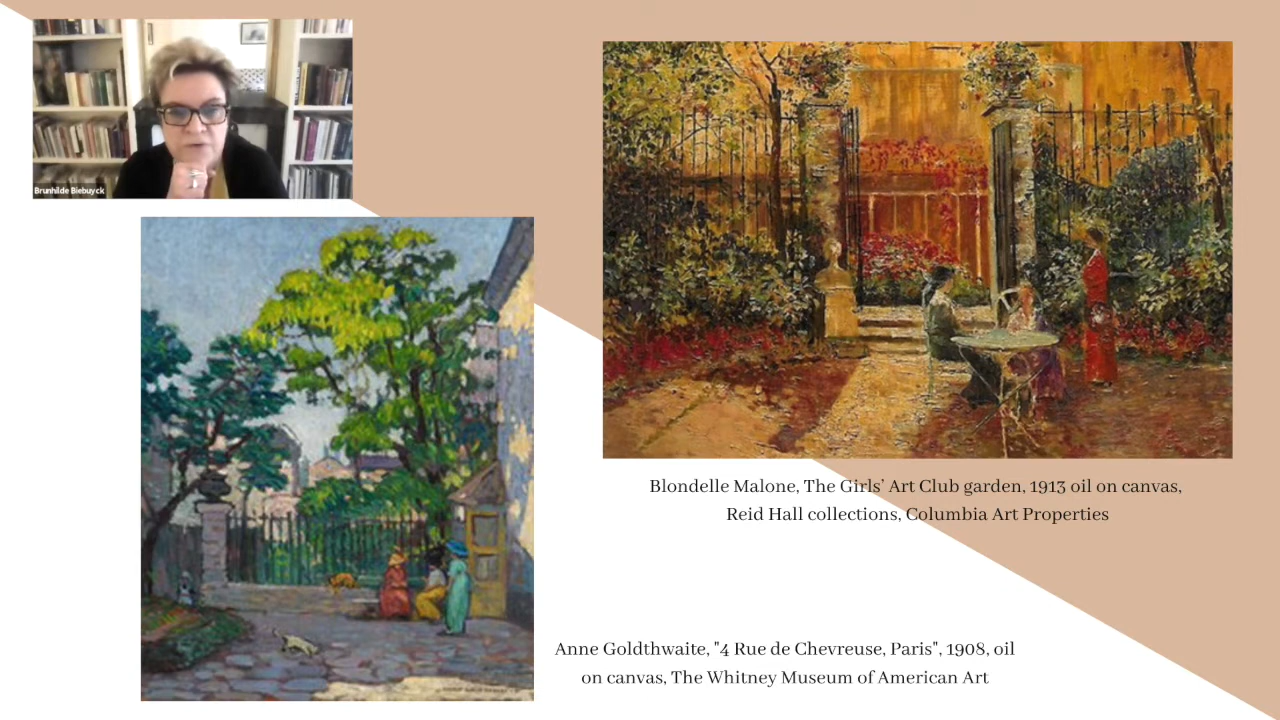 Brunhilde Biebuyck
Blondelle Malone, The Girls' Art Club garden, 1913 oil on canvas,
Reid Hall collections, Columbia Art Properties
Anne Goldthwaite, "4 Rue de Chevreuse, Paris", 1908, oil
on canvas, The Whitney Museum of American Art